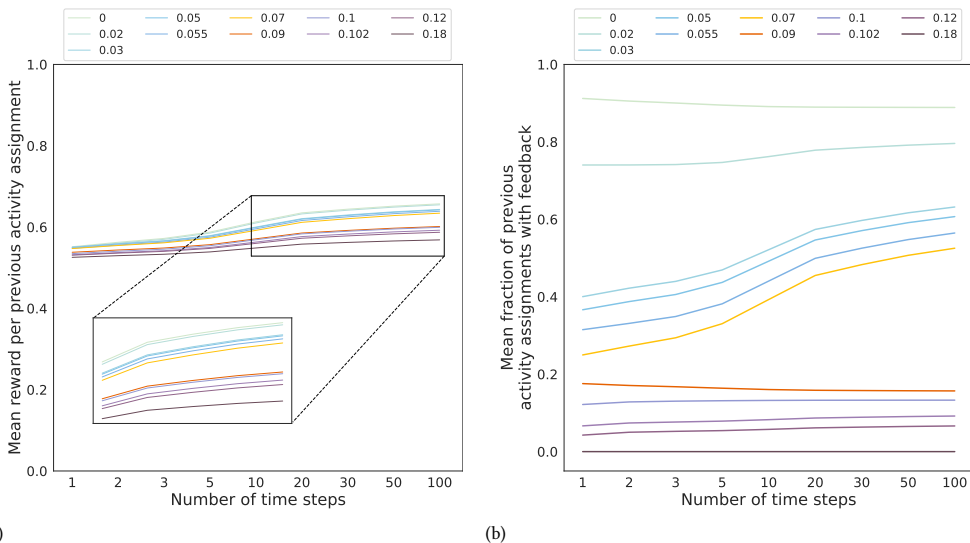 0 0.05 0.07 0.1 0.12
0.02 0.055 0.09 0.102 0.18
0.03
1.0
0.8
0.6
0.4
0.2
0.0
Mean reward per previous activity assignment
1 2 3 5 10 20 30 50 100
Number of time steps
)
0 0.05 0.07 0.1 0.12
0.02 0.055 0.09 0.102 0.18
0.03
1.0
0.8
0.6
0.4
0.2
0.0
Mean fraction of previous
activity assignments with feedback
1 2 3 5 10 20 30 50 100
Number of time steps
(b)